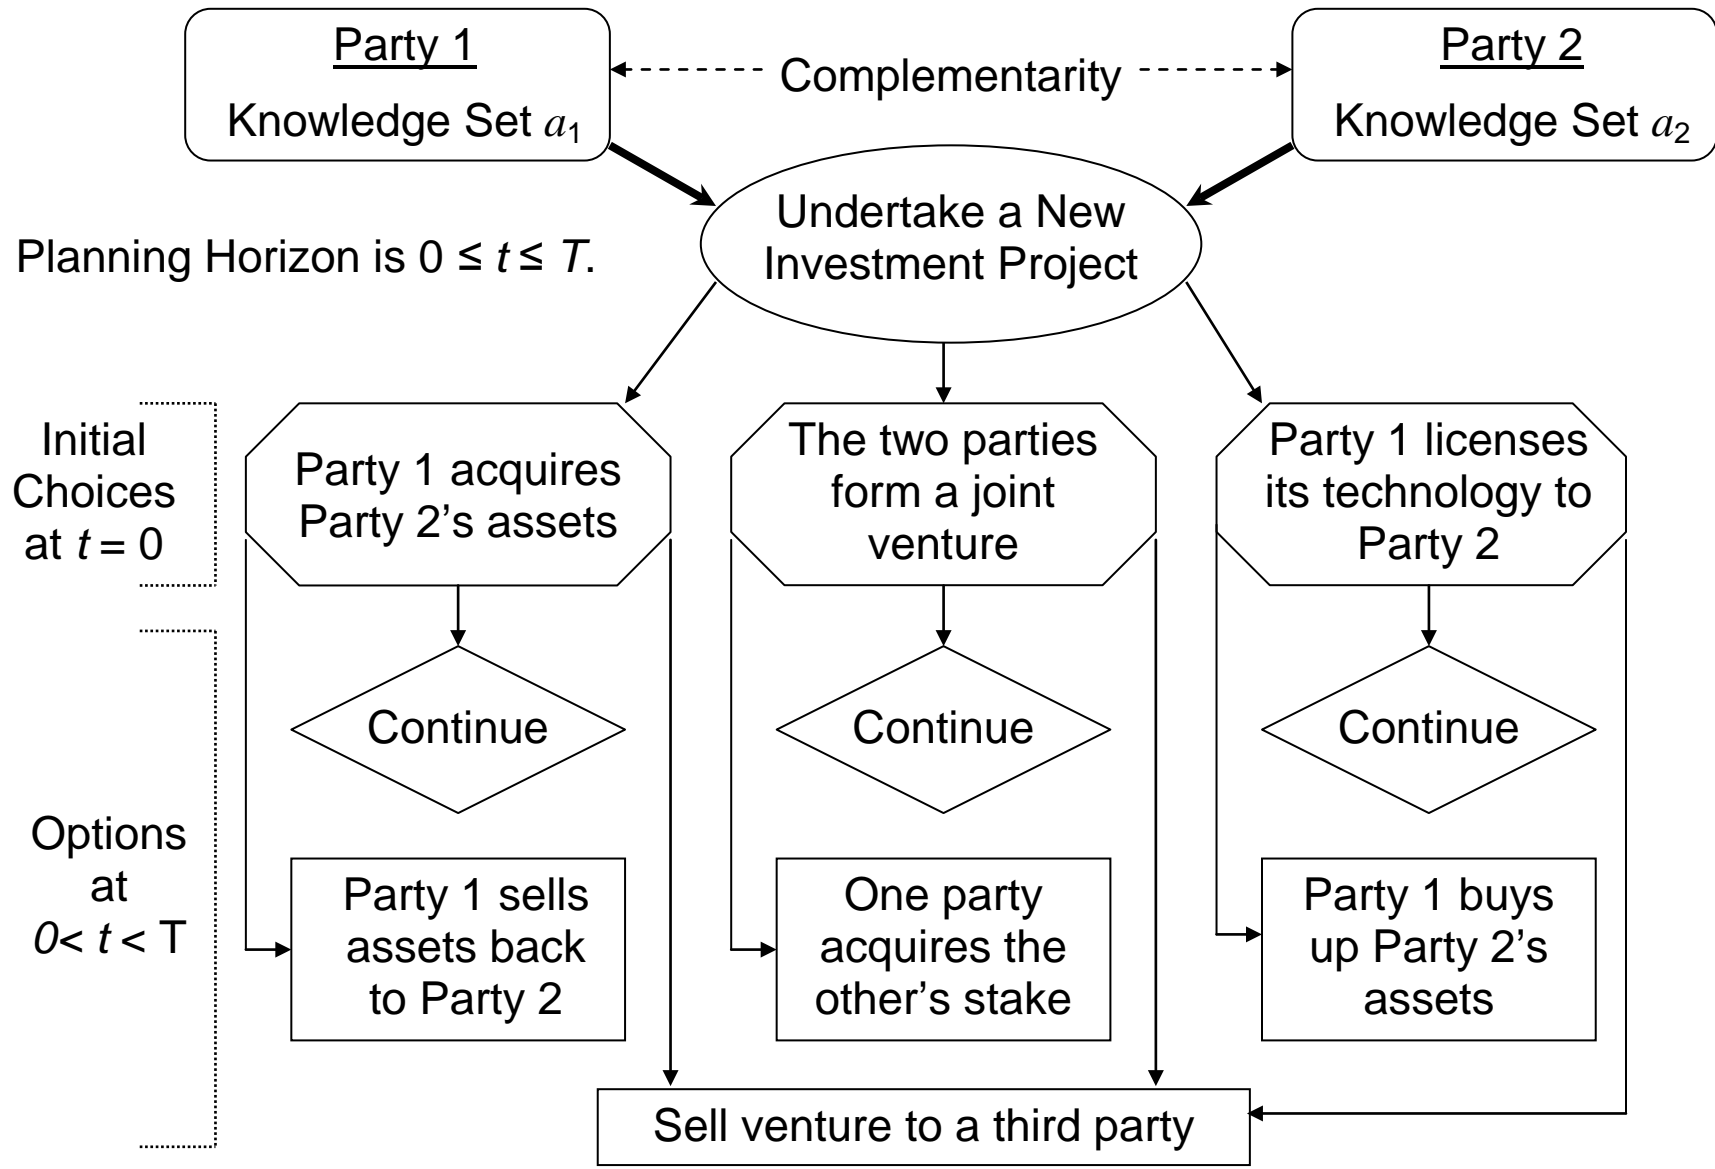 Party 1
Knowledge Set a₁
Complementarity
Party 2
Knowledge Set a₂
Undertake a New
Investment Project
Planning Horizon is 0 ≤ t ≤ T.
Initial
Choices
at t = 0
Party 1 acquires
Party 2’s assets
The two parties
form a joint
venture
Party 1 licenses
its technology to
Party 2
Continue
Continue
Continue
Options
at
0< t < T
Party 1 sells
assets back
to Party 2
One party
acquires the
other’s stake
Party 1 buys
up Party 2’s
assets
Sell venture to a third party